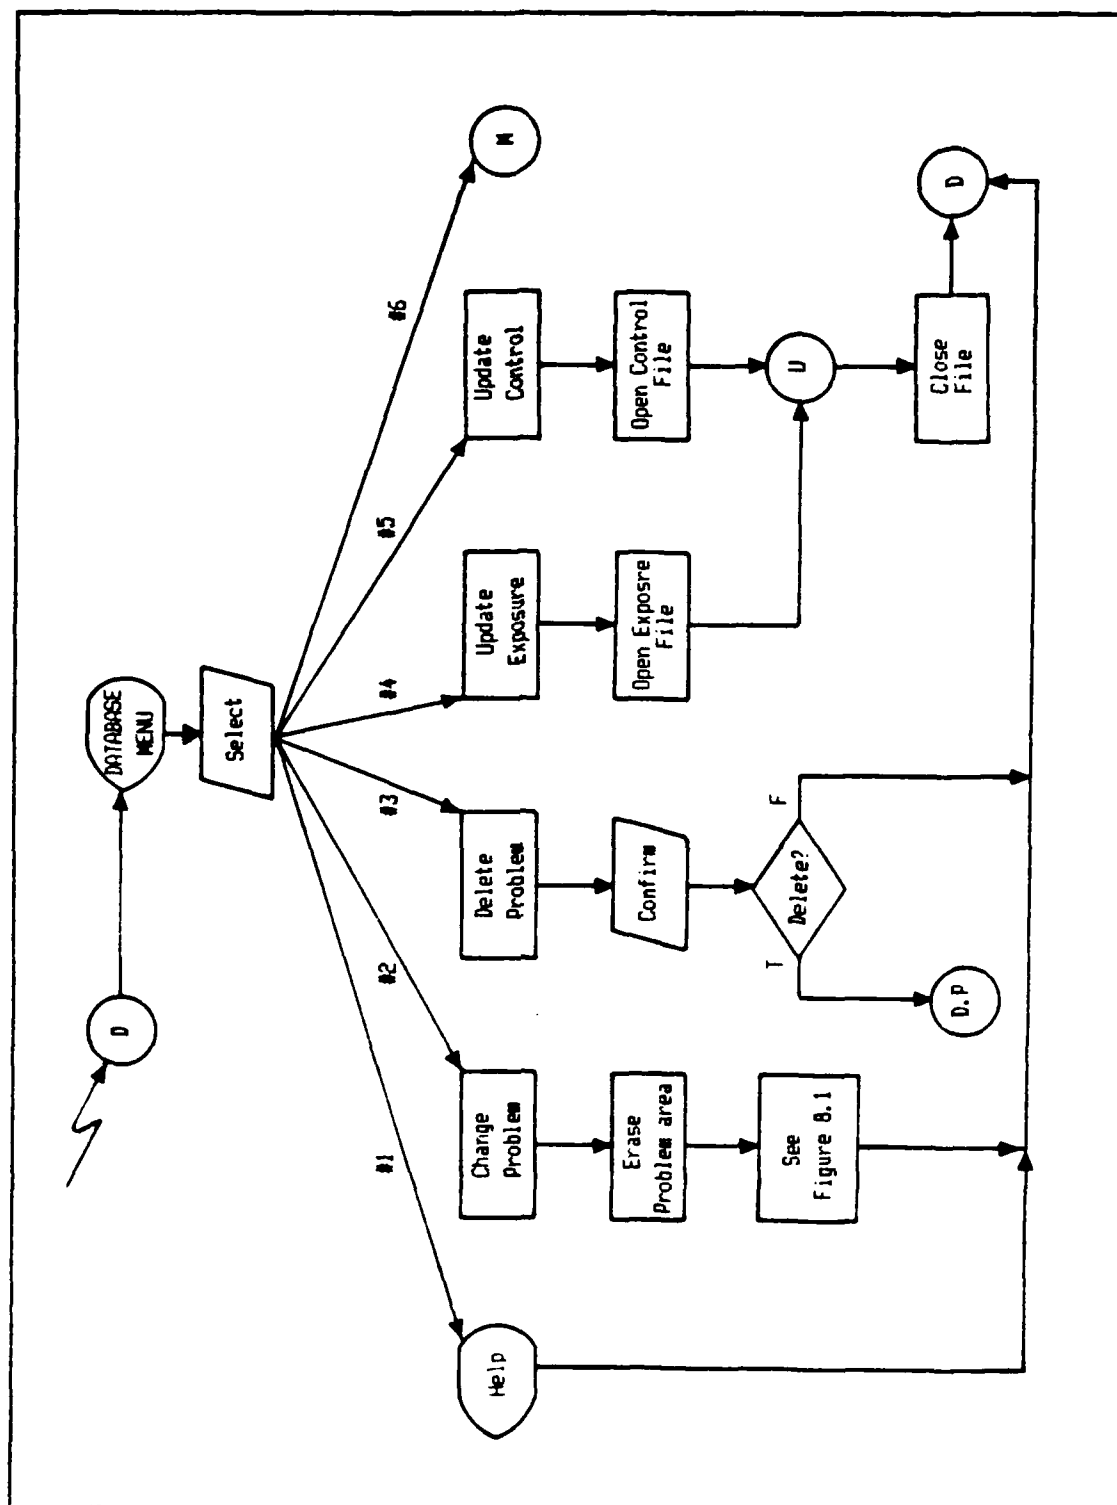 D
DATABASE
MENU
Select
#1
#2
#3
#4
#5
#6
Help
Change
Problem
Delete
Problem
Update
Exposure
Update
Control
M
Erase
Problem area
Confirm
Open Exposre
File
Open Control
File
See
Figure 8.1
T
Delete?
F
U
D.P
Close
File
D